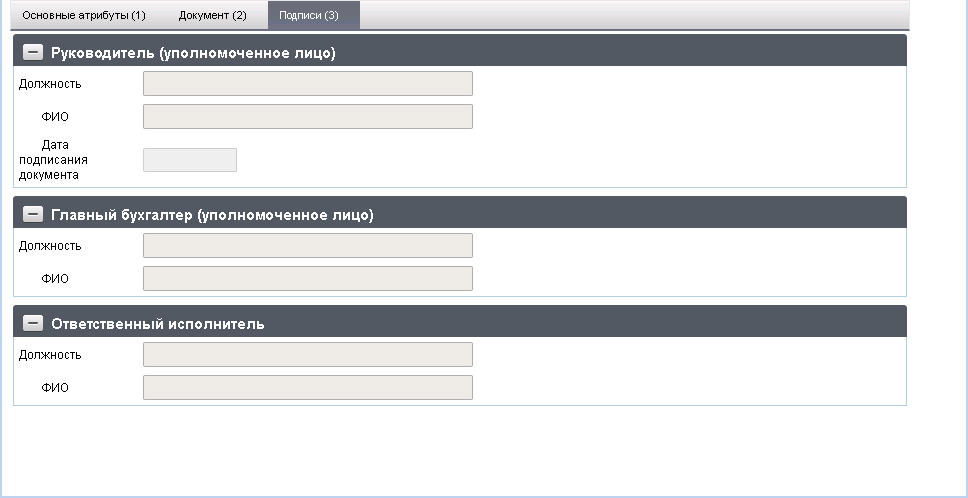 Основные атрибуты (1) Документ (2) Подписи (3)
Руководитель (уполномоченное лицо)
Должность
ФИО
Дата
подписания
документа
Главный бухгалтер (уполномоченное лицо)
Должность
ФИО
Ответственный исполнитель
Должность
ФИО